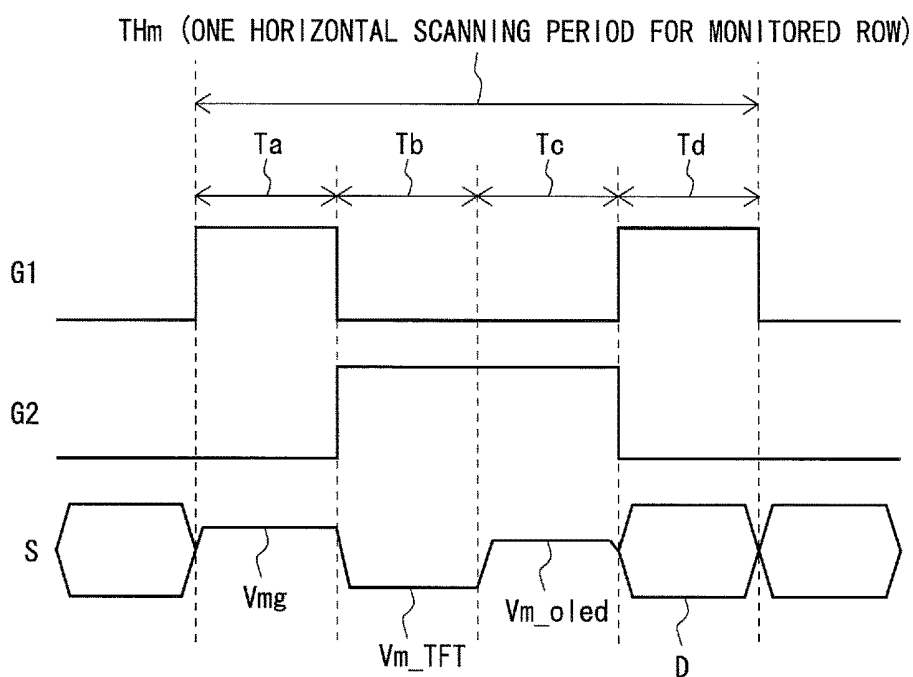 THm (ONE HORIZONTAL SCANNING PERIOD FOR MONITORED ROW)
Ta Tb Tc Td
G1
G2
S
Vmg
Vm_TFT
Vm_oled
D